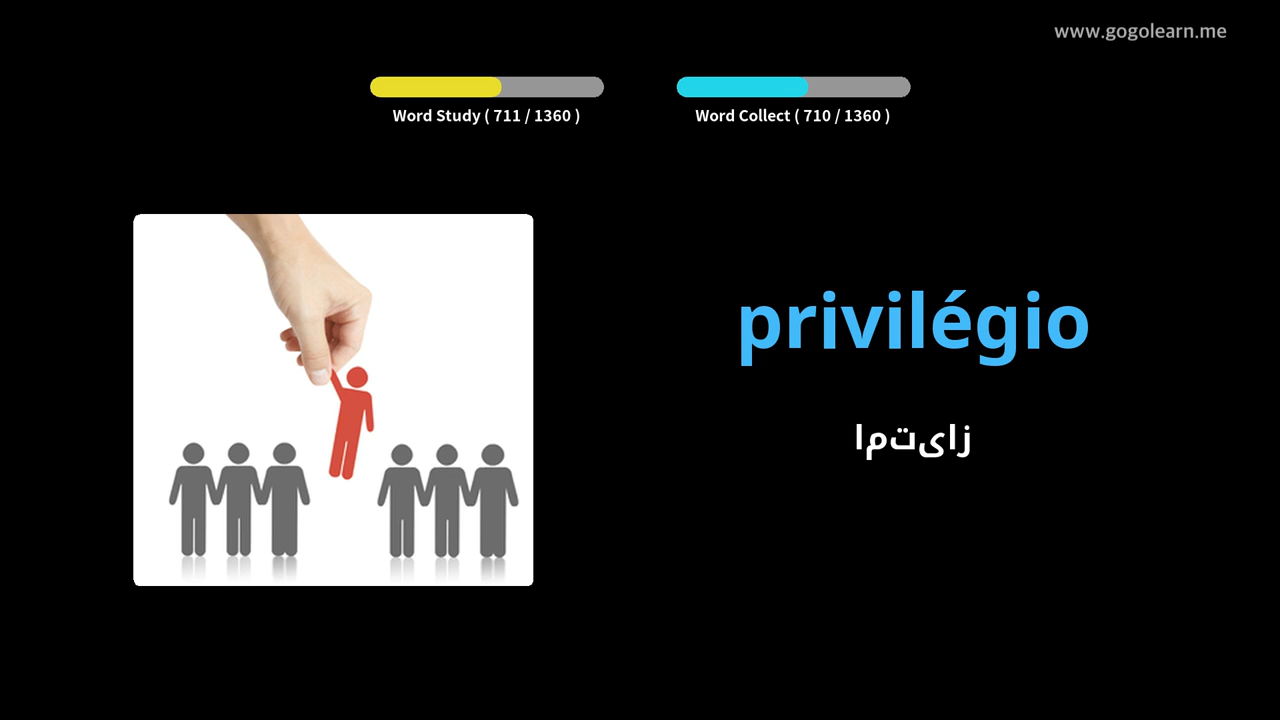 www.gogolearn.me
Word Study ( 711 / 1360 )
Word Collect ( 710 / 1360 )
privilégio
امتیاز